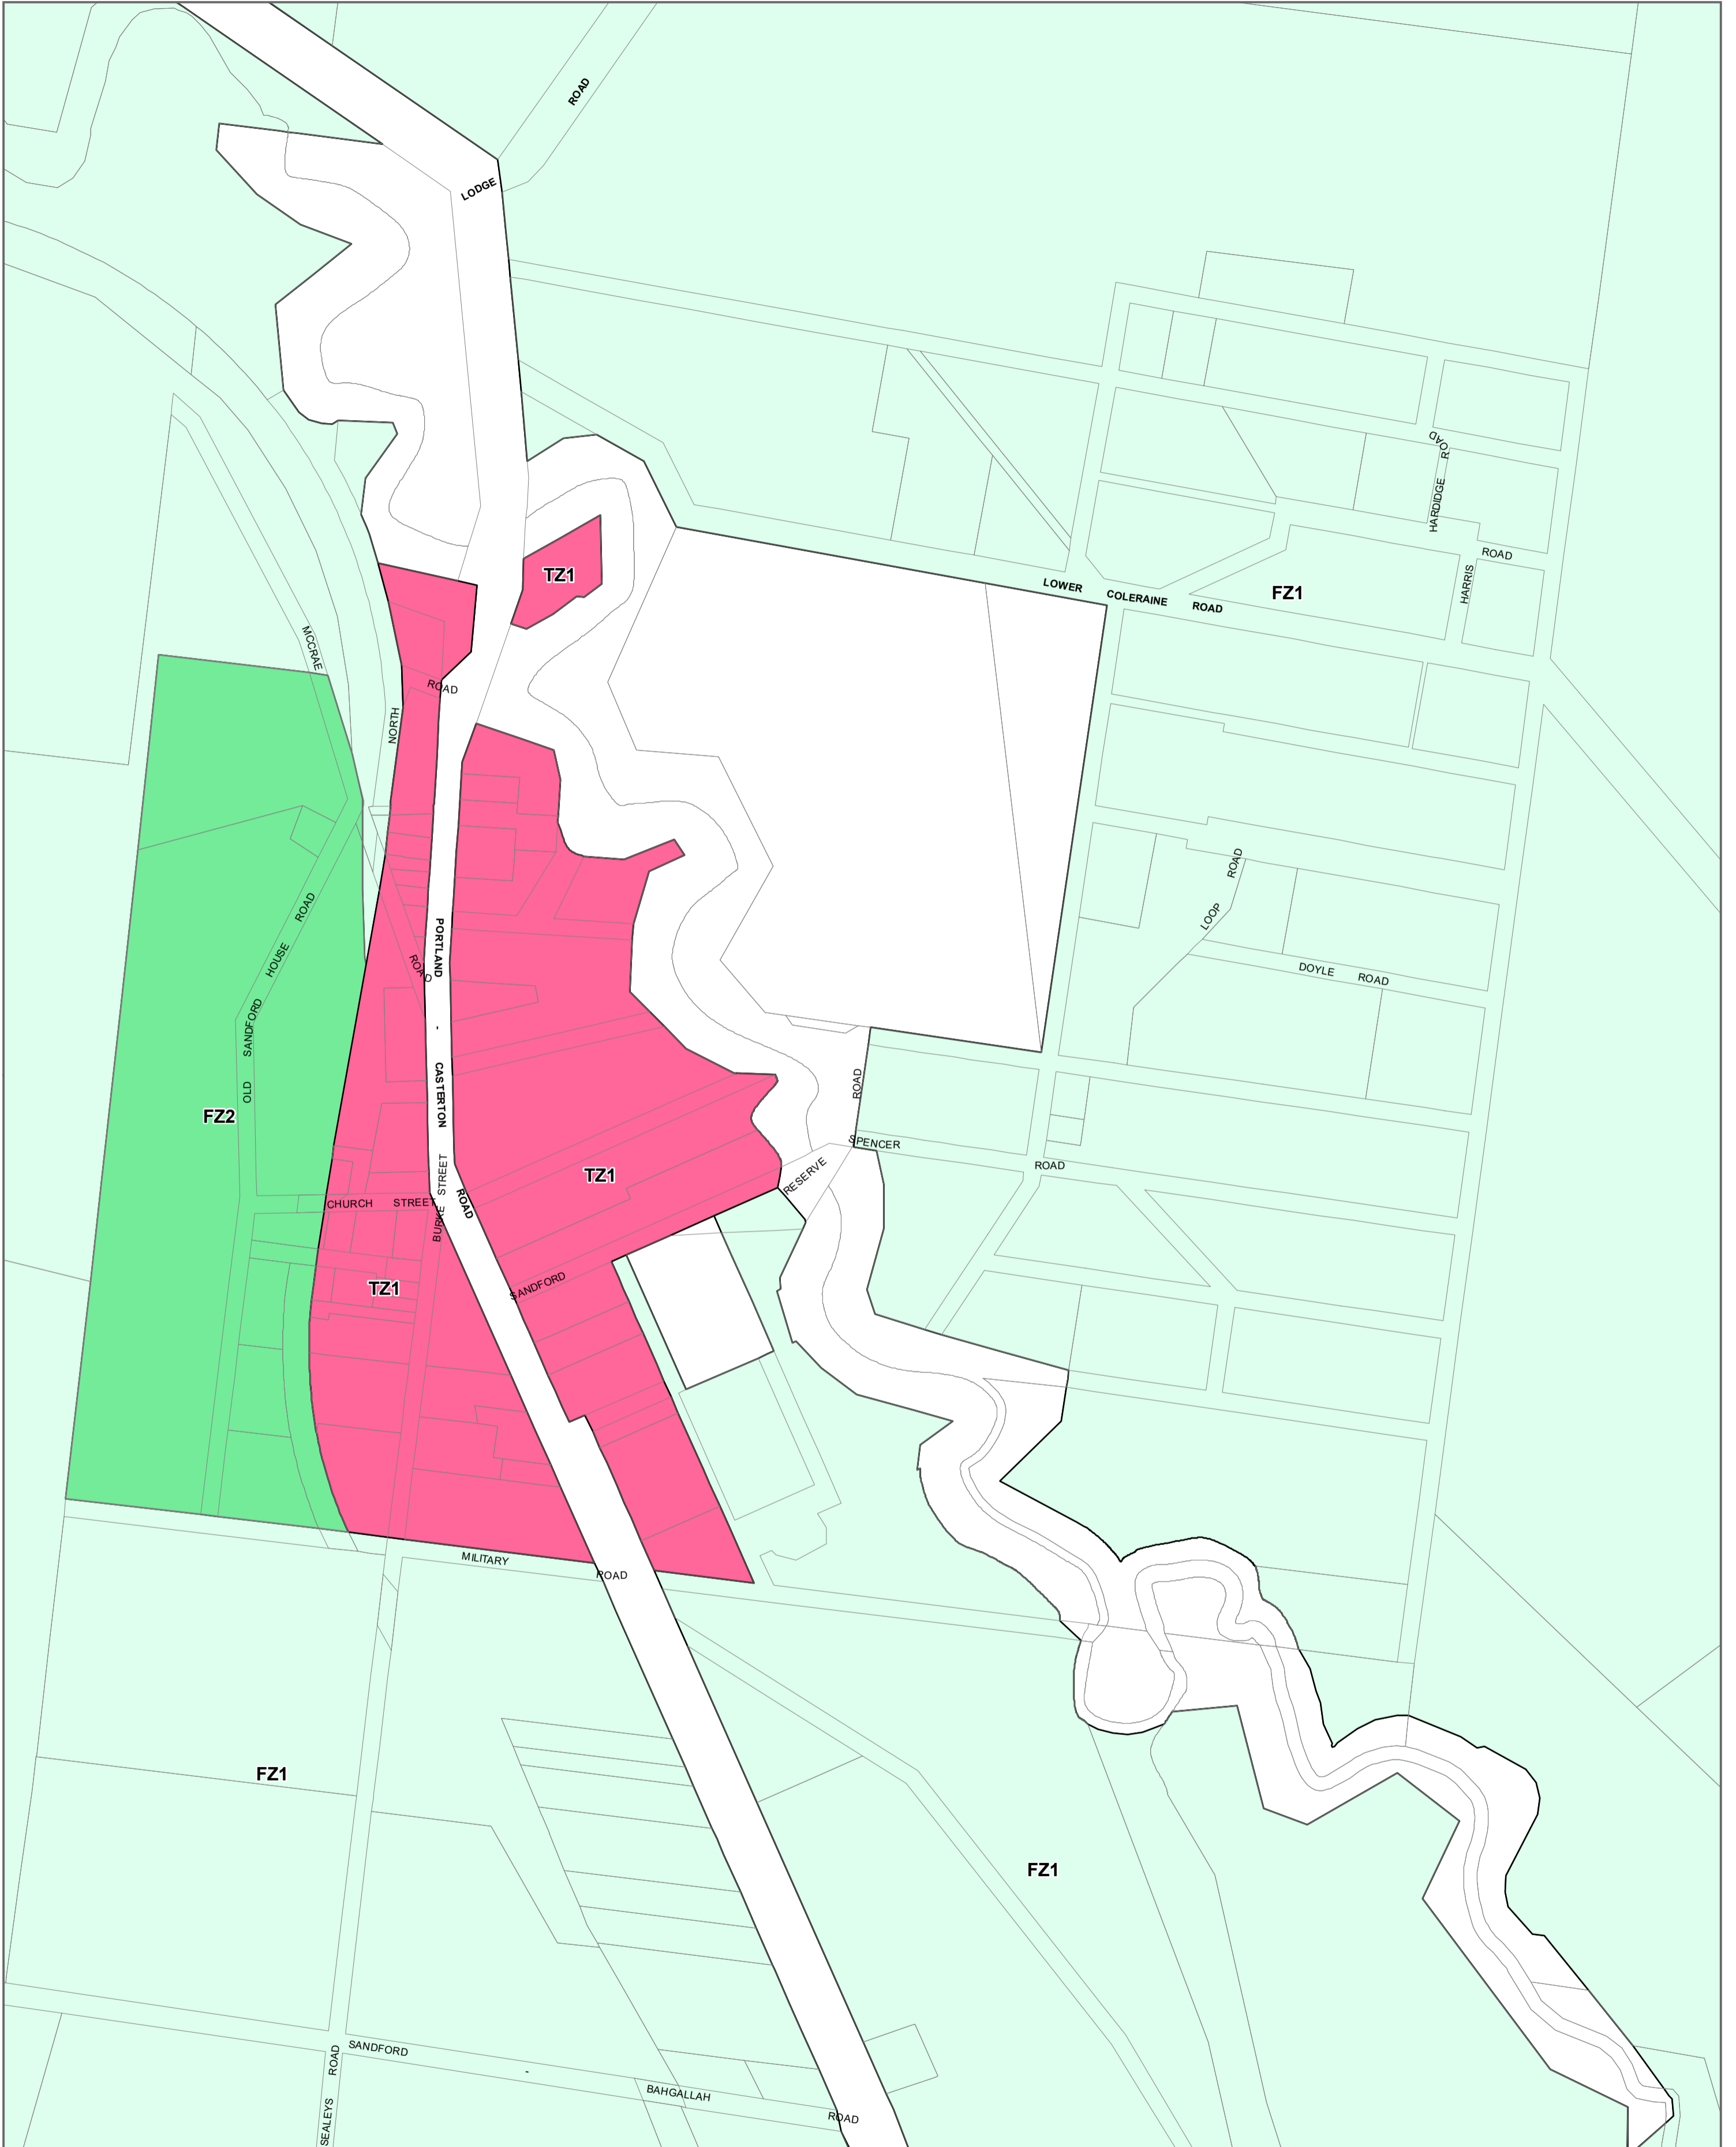 ROAD
LODGE
ROAD
HARDIDGE
ROAD
TZ1
LOWER
COLERAINE
ROAD
FZ1
HARRIS
MCCRAE
ROAD
NORTH
ROAD
LOOP
ROAD
HOUSE
PORTLAND
ROAD
DOYLE ROAD
SANDFORD
-
OLD
CASTERTON
ROAD
FZ2
SPENCER
ROAD
TZ1
RESERVE
STREET
CHURCH STREET
ROAD
BURKE
TZ1
SANDFORD
MILITARY
ROAD
FZ1
FZ1
SANDFORD
ROAD
-
BAHGALLAH
ROAD
SEALEYS